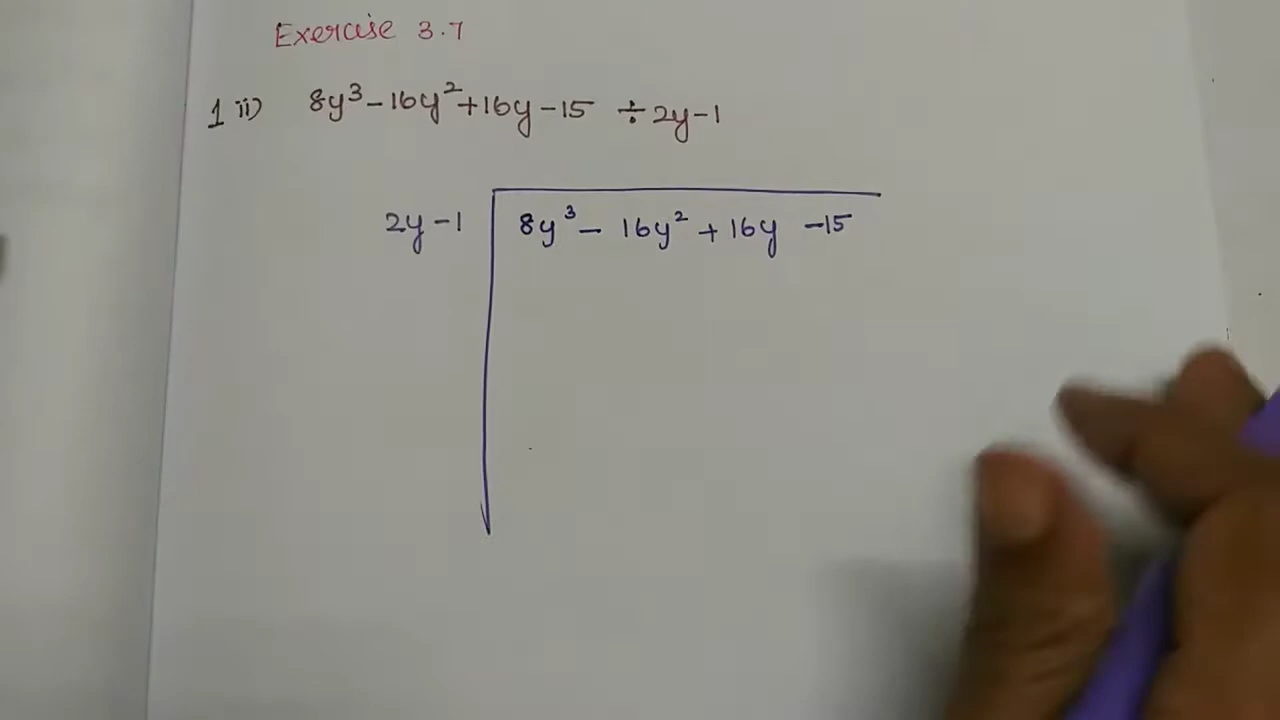 Exercise 3.7
1 ii) 8y³ - 16y² + 16y - 15 ÷ 2y - 1
2y - 1 8y³ - 16y² + 16y - 15